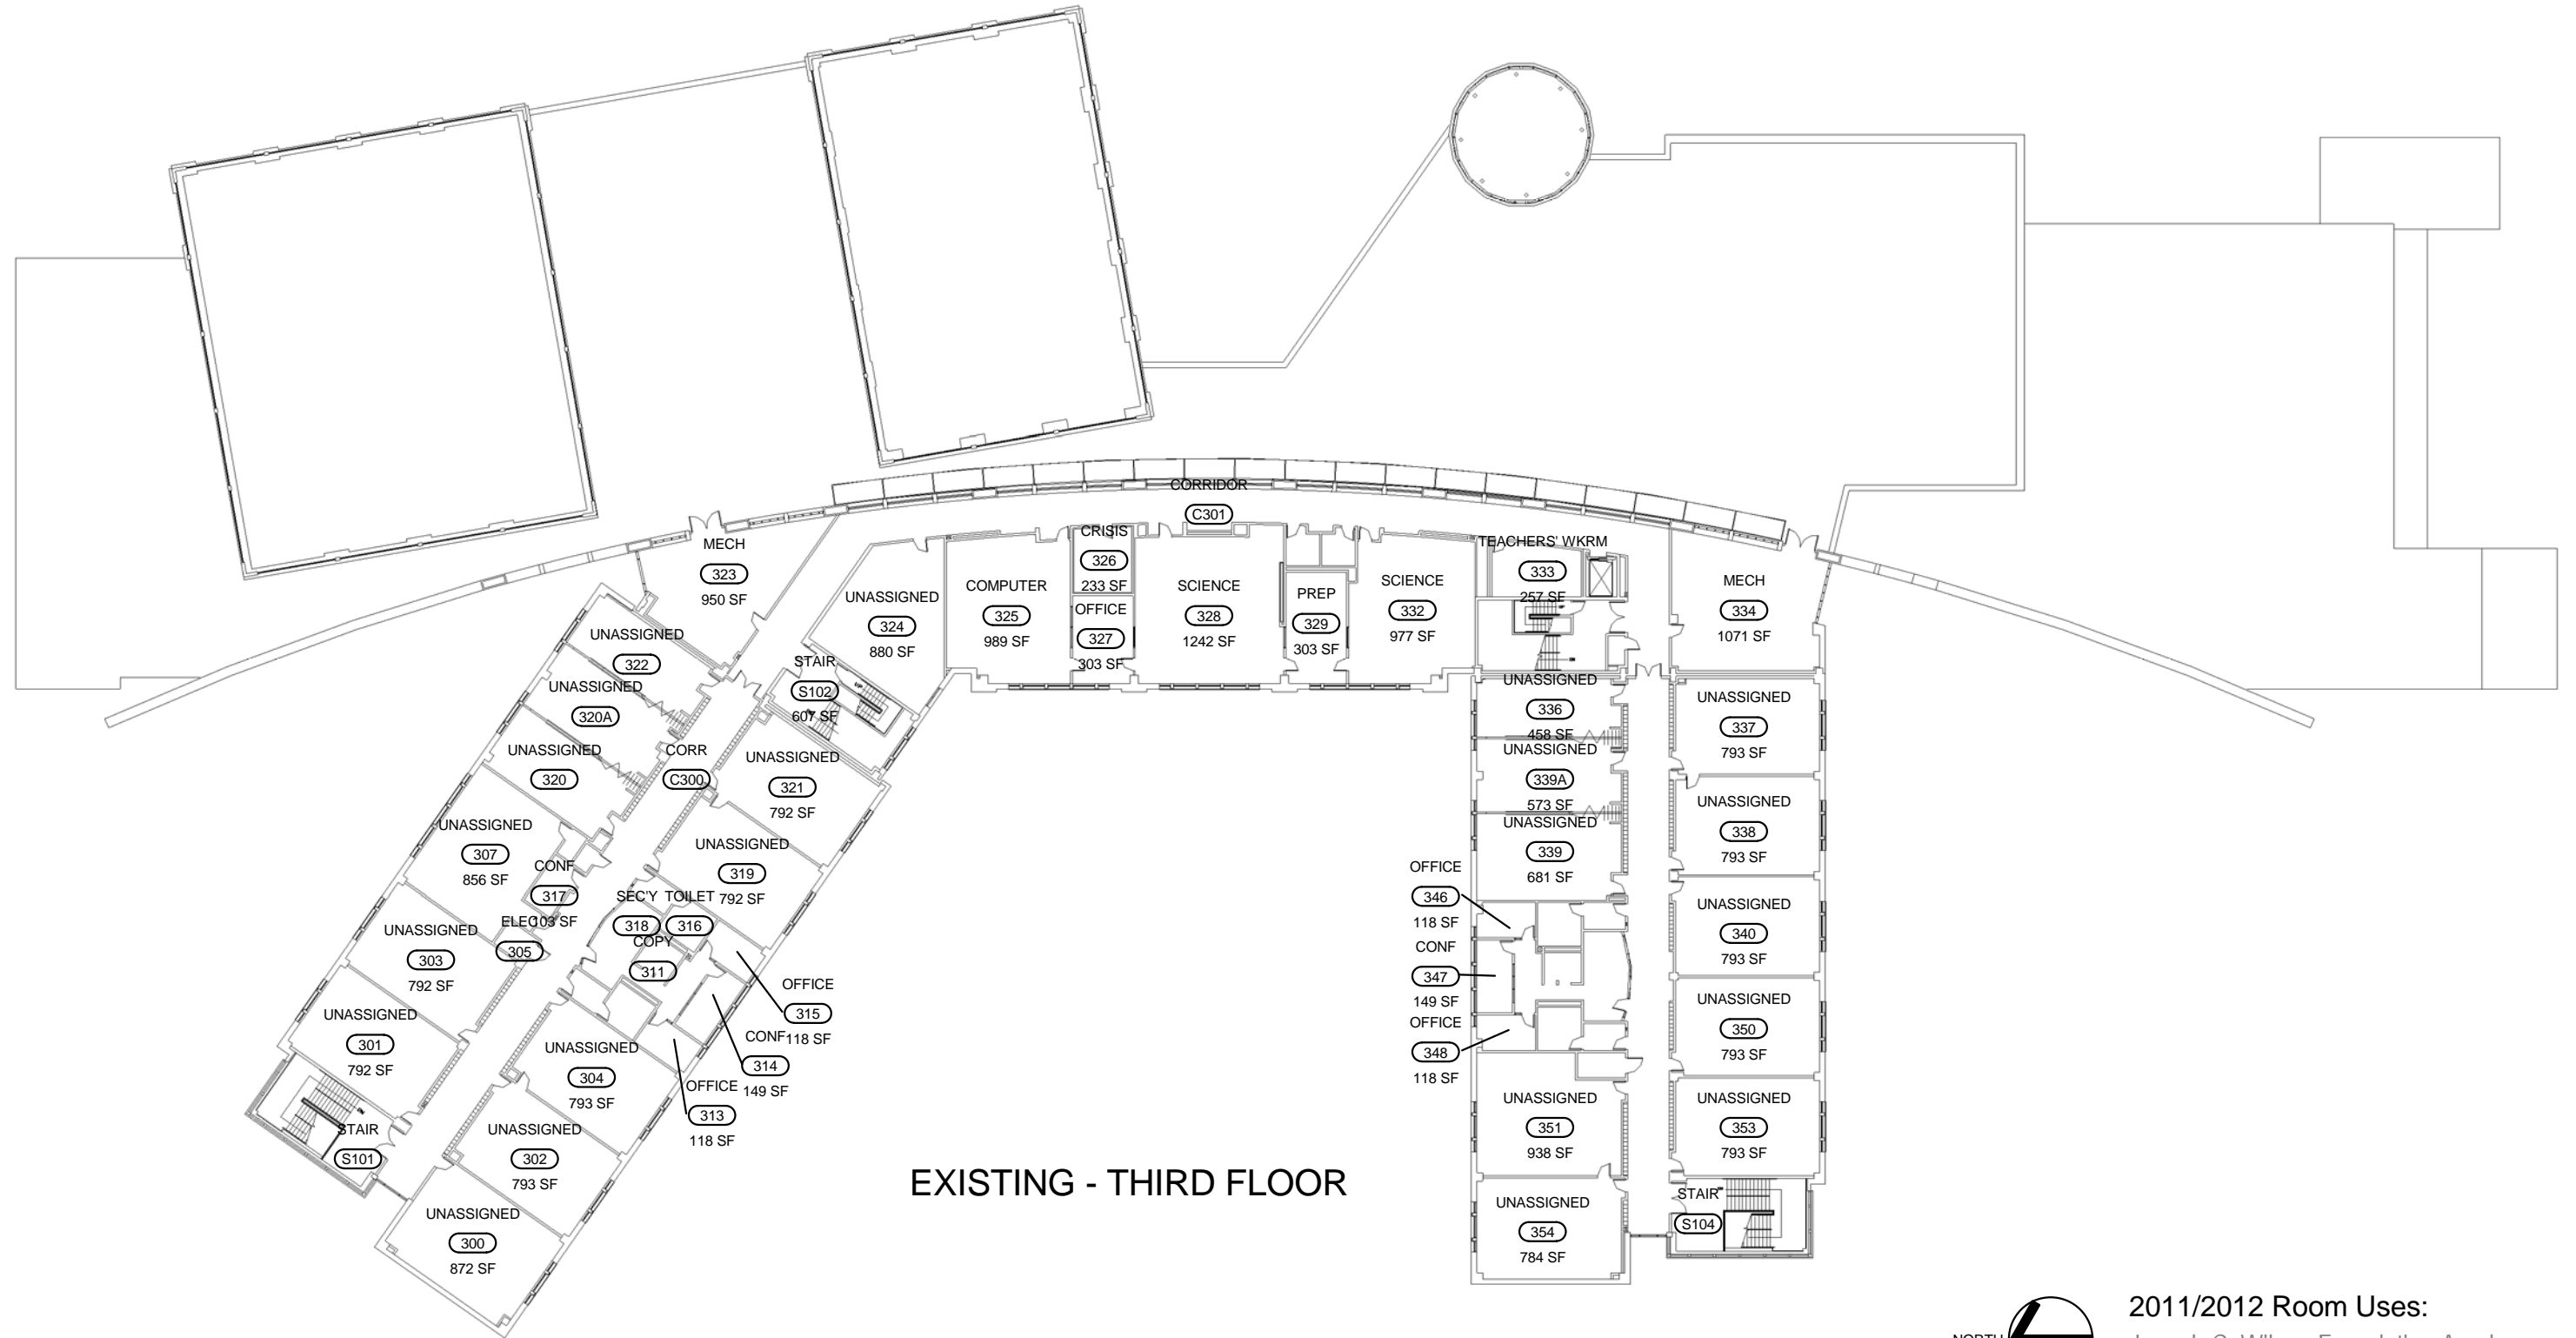 CORRIDOR
C301
MECH
323
950 SF
UNASSIGNED
324
880 SF
COMPUTER
325
989 SF
CRISIS
326
233 SF
OFFICE
327
303 SF
SCIENCE
328
1242 SF
PREP
329
303 SF
SCIENCE
332
977 SF
TEACHERS' WKRM
333
257 SF
MECH
334
1071 SF
UNASSIGNED
322
UNASSIGNED
320A
UNASSIGNED
320
STAIR
S102
607 SF
CORR
C300
UNASSIGNED
321
792 SF
UNASSIGNED
307
856 SF
CONF
317
103 SF
UNASSIGNED
319
792 SF
SEC'Y
318
TOILET
316
COPY
311
ELEC
305
UNASSIGNED
303
792 SF
UNASSIGNED
301
792 SF
OFFICE
315
118 SF
CONF
314
149 SF
OFFICE
313
118 SF
UNASSIGNED
304
793 SF
UNASSIGNED
302
793 SF
STAIR
S101
UNASSIGNED
300
872 SF
UNASSIGNED
336
458 SF
UNASSIGNED
339A
573 SF
UNASSIGNED
339
681 SF
OFFICE
346
118 SF
CONF
347
149 SF
OFFICE
348
118 SF
UNASSIGNED
351
938 SF
UNASSIGNED
354
784 SF
UNASSIGNED
337
793 SF
UNASSIGNED
338
793 SF
UNASSIGNED
340
793 SF
UNASSIGNED
350
793 SF
UNASSIGNED
353
793 SF
STAIR
S104
EXISTING - THIRD FLOOR
NORTH
2011/2012 Room Uses: